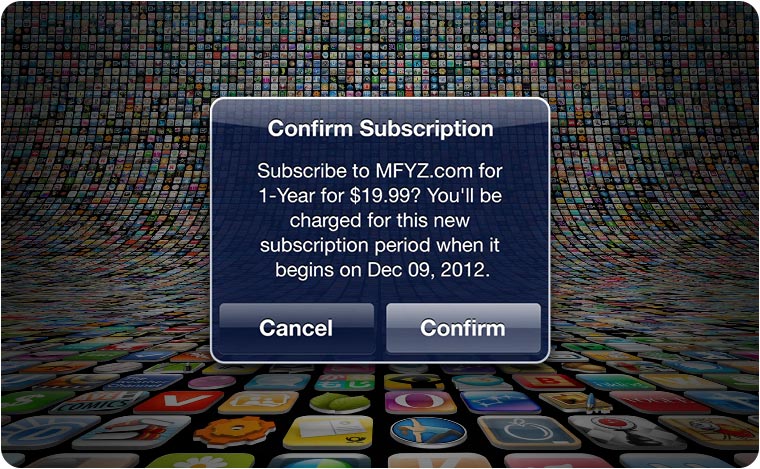 Confirm Subscription
Subscribe to MFYZ.com for
1-Year for $19.99? You'll be
charged for this new
subscription period when it
begins on Dec 09, 2012.
Cancel Confirm
COMICS